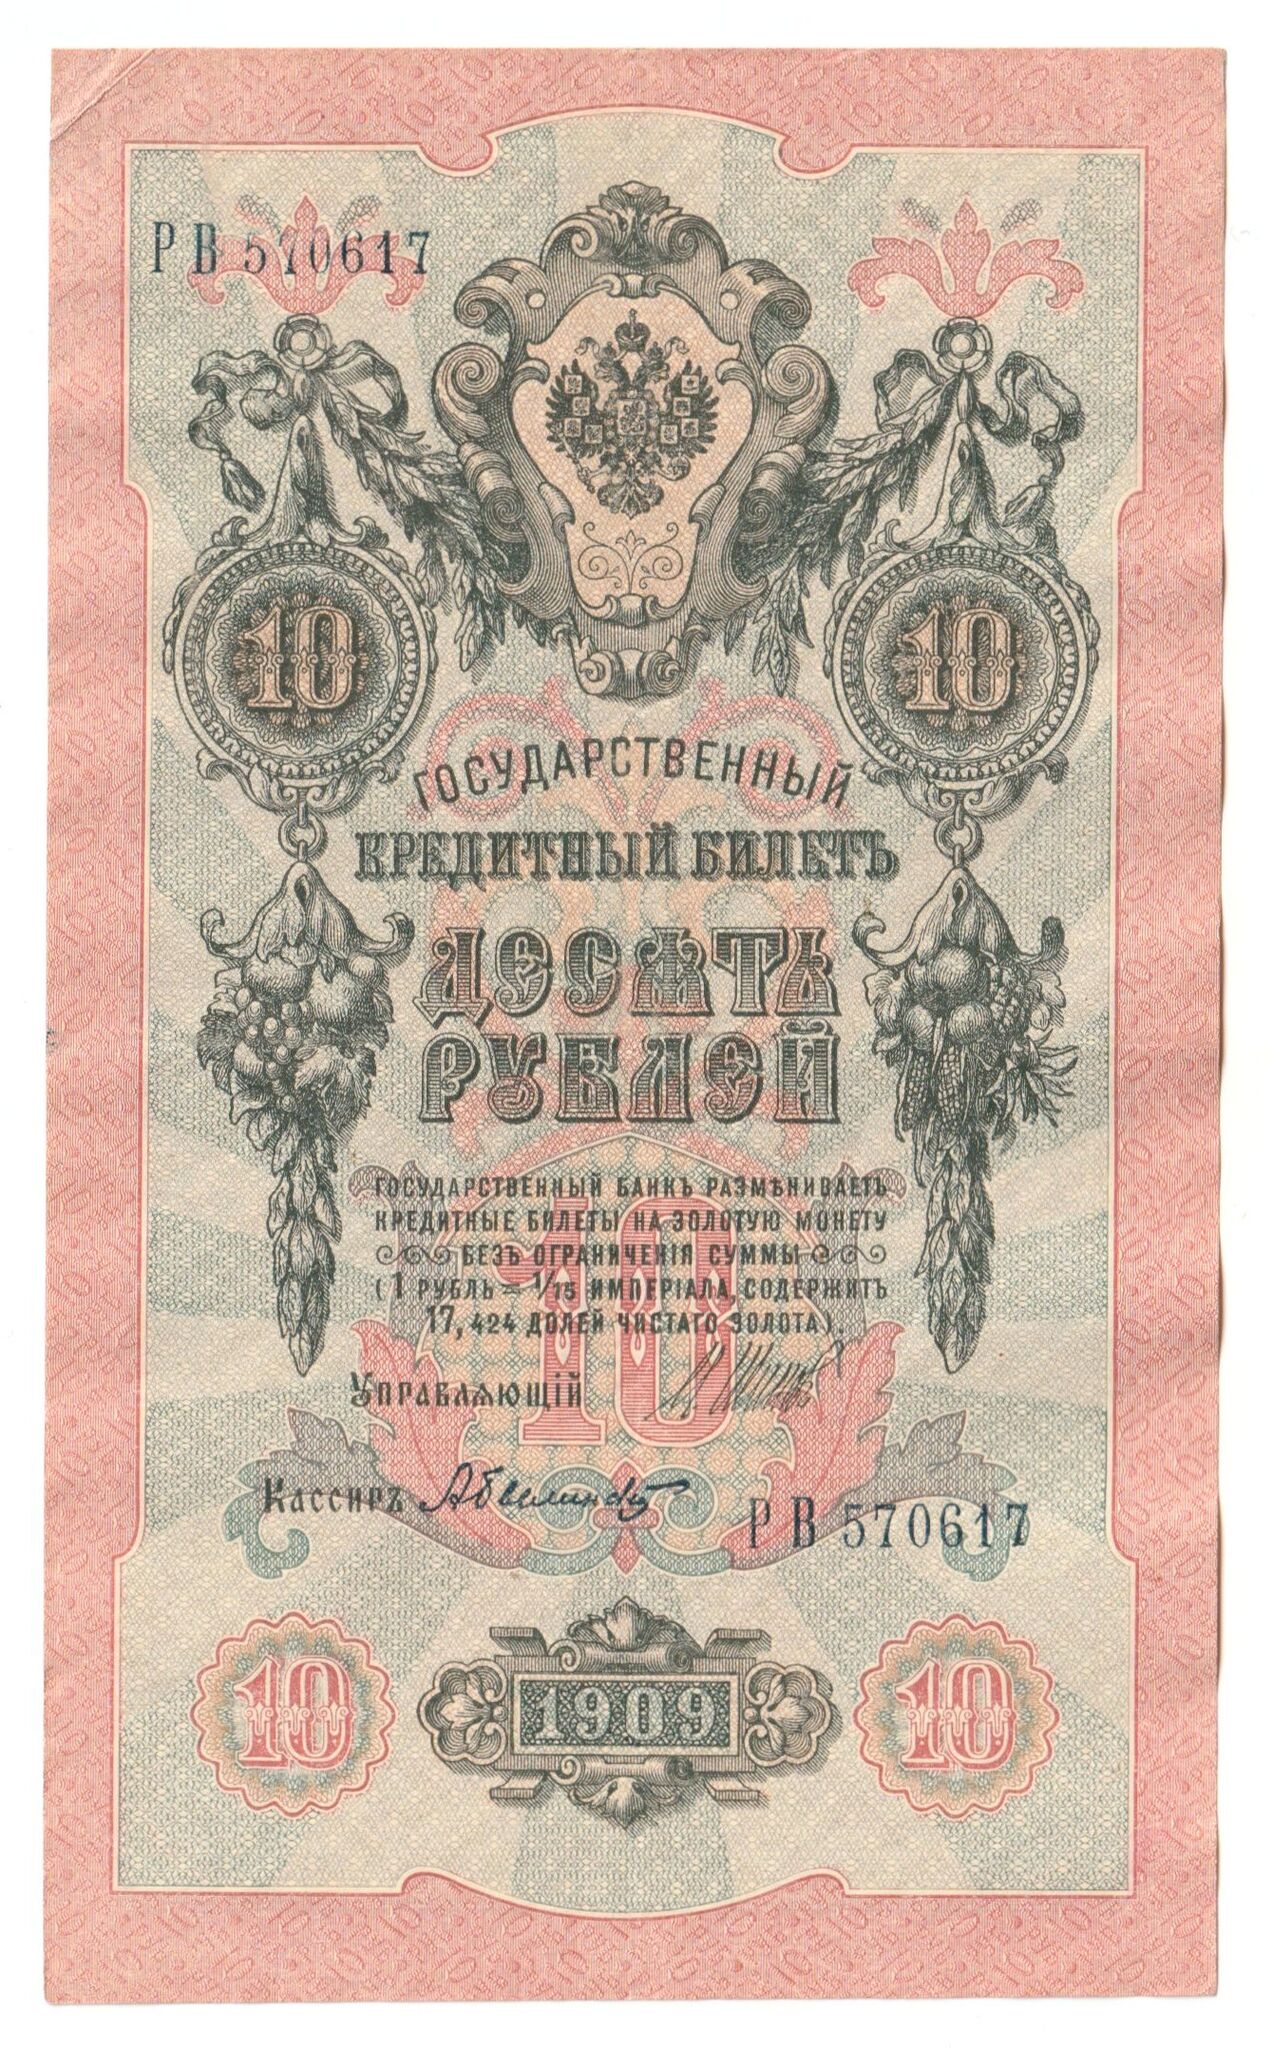 РВ 570617
10 10
ГОСУДАРСТВЕННЫЙ
КРЕДИТНЫЙ БИЛЕТЪ
ДЕСЯТЬ
РУБЛЕЙ
ГОСУДАРСТВЕННЫЙ БАНКЪ РАЗМѢНИВАЕТЪ
КРЕДИТНЫЕ БИЛЕТЫ НА ЗОЛОТУЮ МОНЕТУ
БЕЗЪ ОГРАНИЧЕНІЯ СУММЫ
(1 РУБЛЬ = 1/15 ИМПЕРІАЛА, СОДЕРЖИТЪ
17,424 ДОЛЕЙ ЧИСТАГО ЗОЛОТА).
10
УПРАВЛЯЮЩІЙ
КАССИРЪ
РВ 570617
10 1909 10